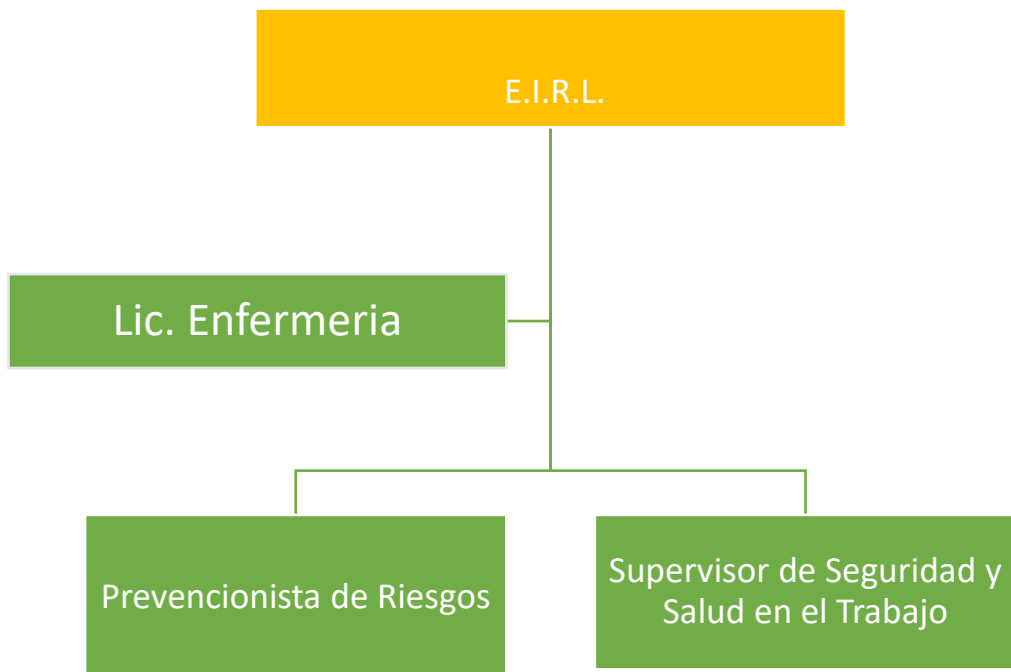 E.I.R.L.
Lic. Enfermeria
Prevencionista de Riesgos
Supervisor de Seguridad y
Salud en el Trabajo